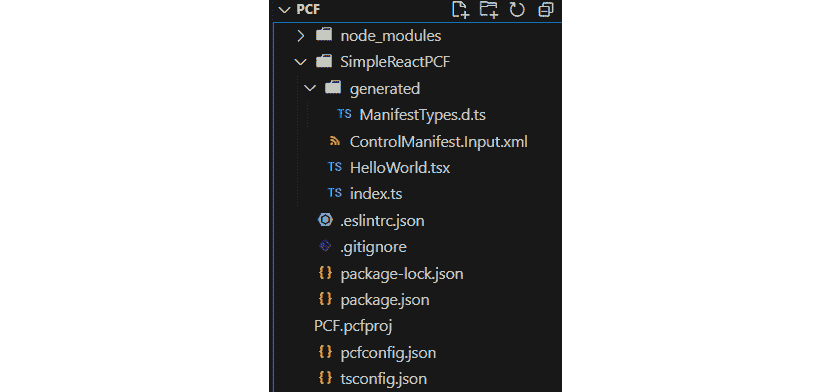 PCF
node_modules
SimpleReactPCF
generated
TS ManifestTypes.d.ts
ControlManifest.Input.xml
TS HelloWorld.tsx
TS index.ts
.eslintrc.json
.gitignore
{} package-lock.json
{} package.json
PCF.pcfproj
{} pcfconfig.json
{} tsconfig.json